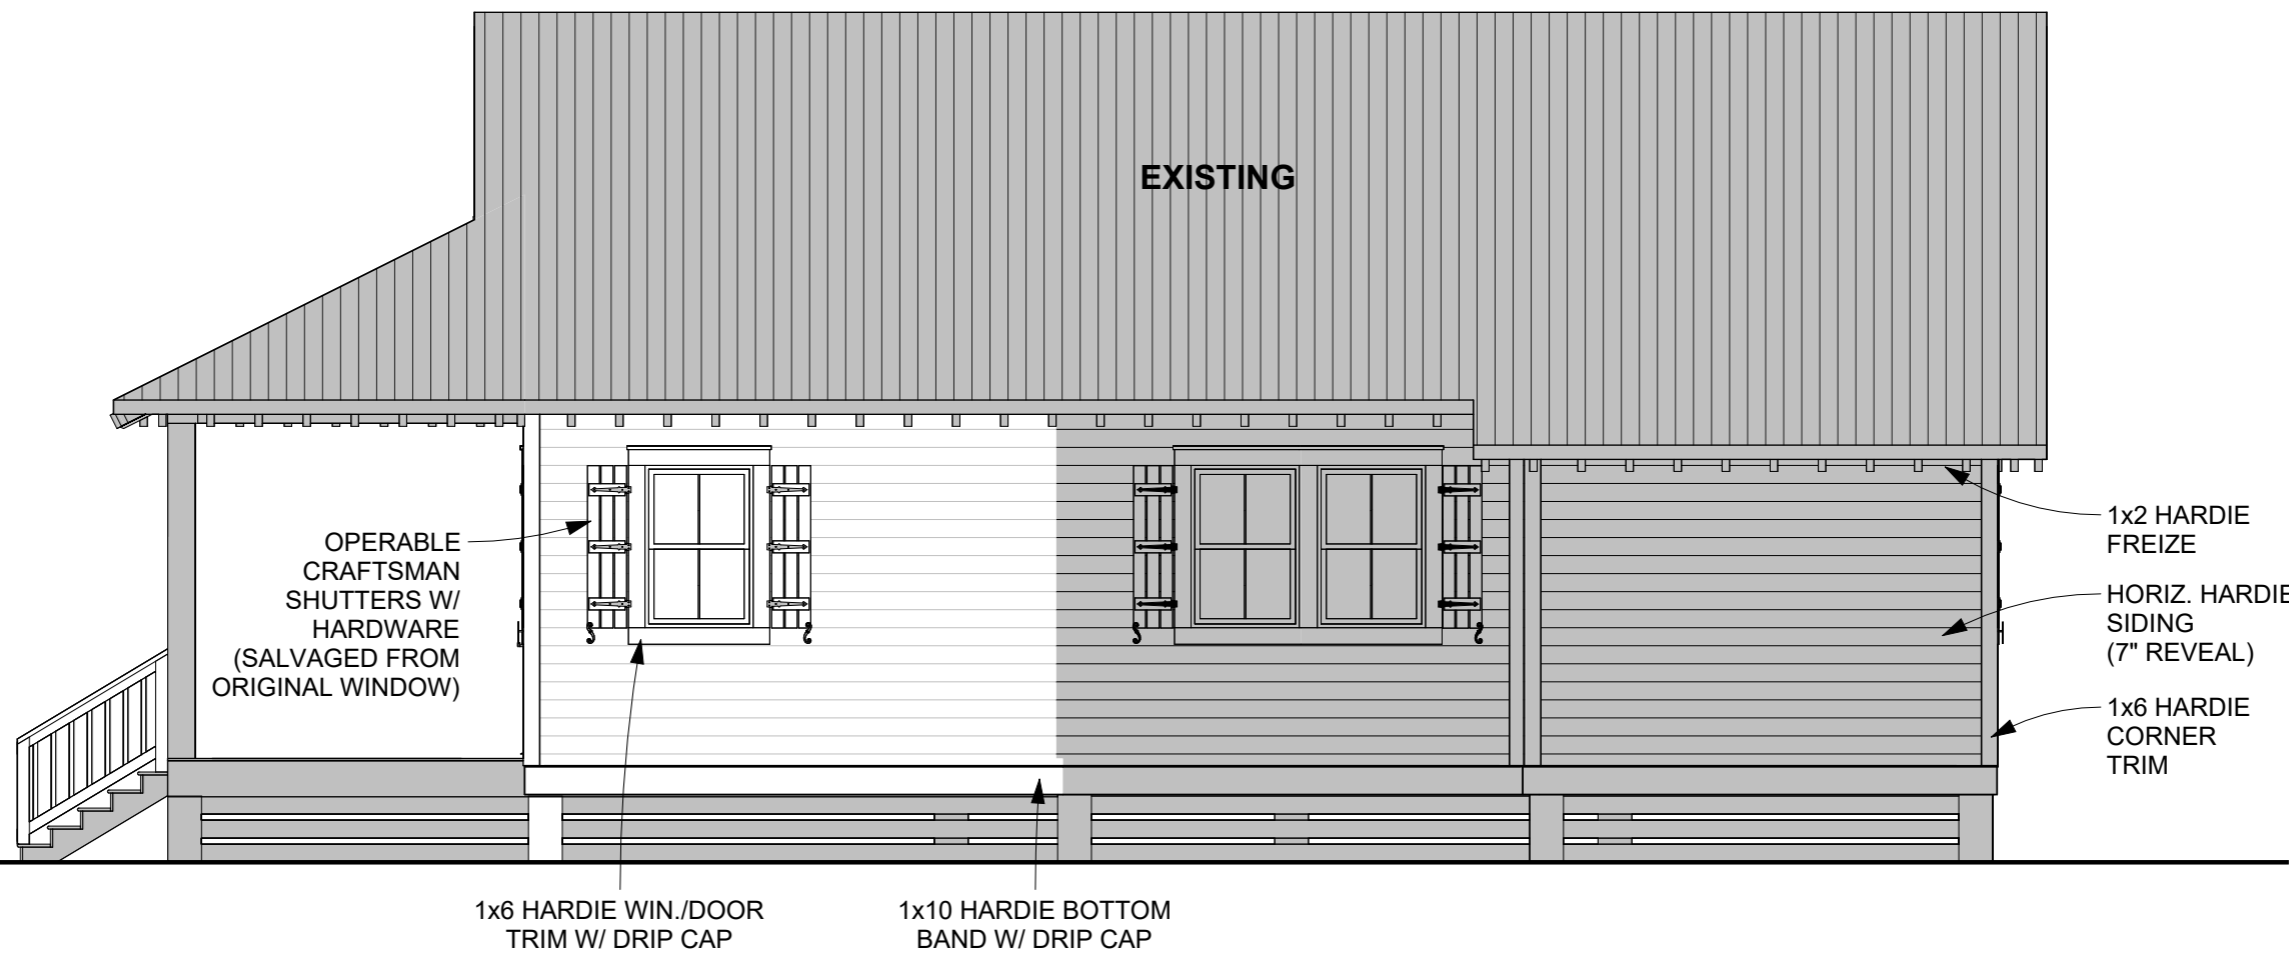 EXISTING
OPERABLE
CRAFTSMAN
SHUTTERS W/
HARDWARE
(SALVAGED FROM
ORIGINAL WINDOW)
1x2 HARDIE
FREIZE
HORIZ. HARDIE
SIDING
(7" REVEAL)
1x6 HARDIE
CORNER
TRIM
1x6 HARDIE WIN./DOOR
TRIM W/ DRIP CAP
1x10 HARDIE BOTTOM
BAND W/ DRIP CAP